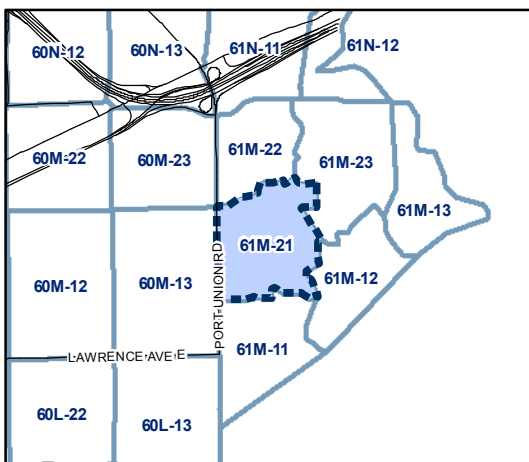 60N-12
60N-13
61N-11
61N-12
60M-22
60M-23
61M-22
61M-23
61M-13
61M-21
60M-12
60M-13
PORT UNION RD
61M-12
61M-11
LAWRENCE AVE E
60L-22
60L-13